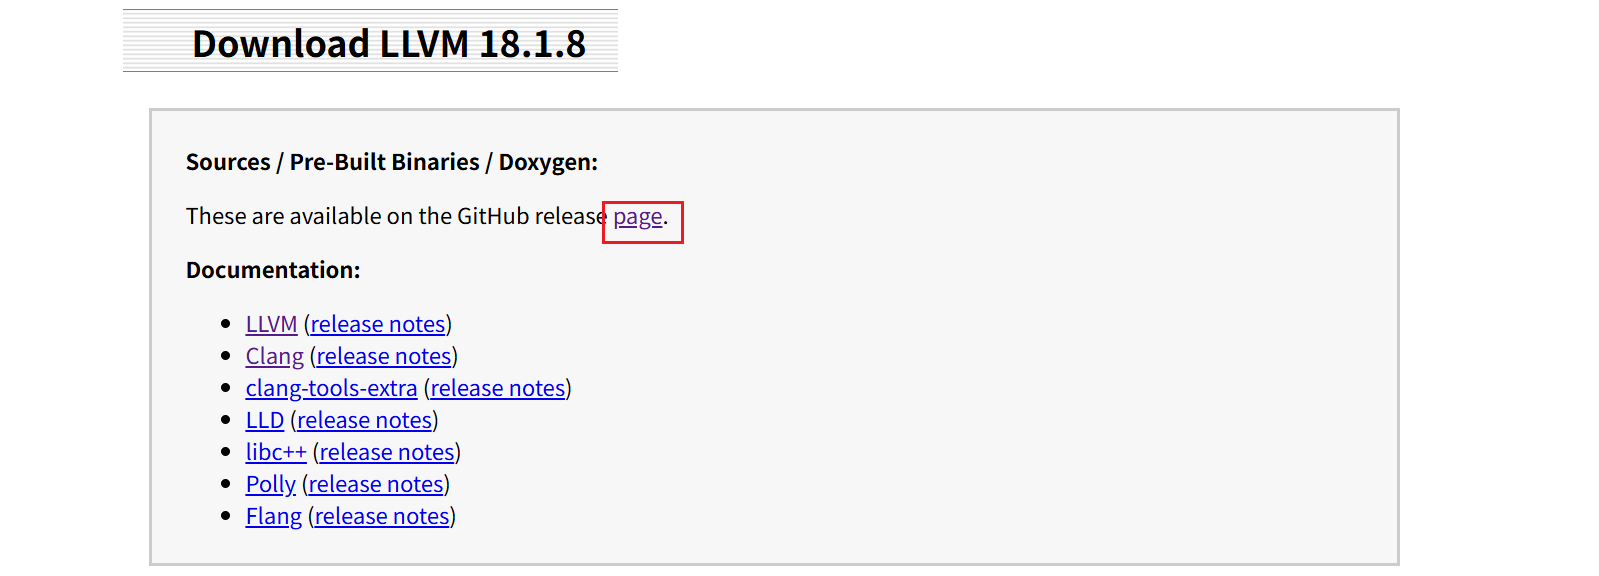 Download LLVM 18.1.8
Sources / Pre-Built Binaries / Doxygen:
These are available on the GitHub release page.
Documentation:
LLVM (release notes)
Clang (release notes)
clang-tools-extra (release notes)
LLD (release notes)
libc++ (release notes)
Polly (release notes)
Flang (release notes)